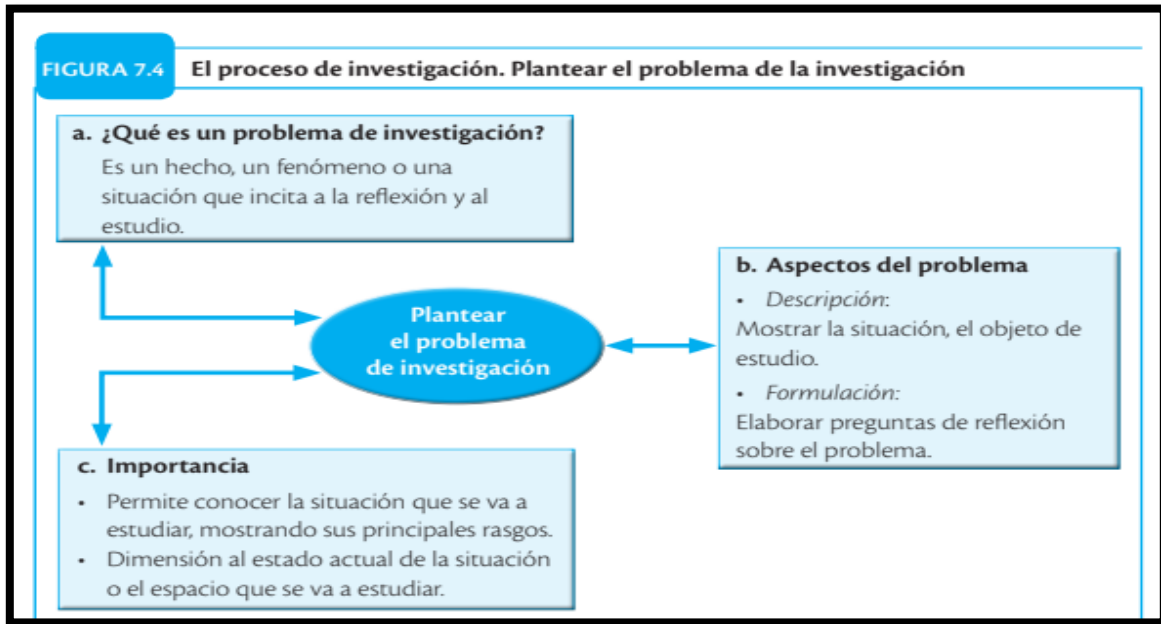 FIGURA 7.4 El proceso de investigación. Plantear el problema de la investigación
a. ¿Qué es un problema de investigación?
Es un hecho, un fenómeno o una
situación que incita a la reflexión y al
estudio.
Plantear
el problema
de investigación
b. Aspectos del problema
• Descripción:
Mostrar la situación, el objeto de
estudio.
• Formulación:
Elaborar preguntas de reflexión
sobre el problema.
c. Importancia
• Permite conocer la situación que se va a
estudiar, mostrando sus principales rasgos.
• Dimensión al estado actual de la situación
o el espacio que se va a estudiar.